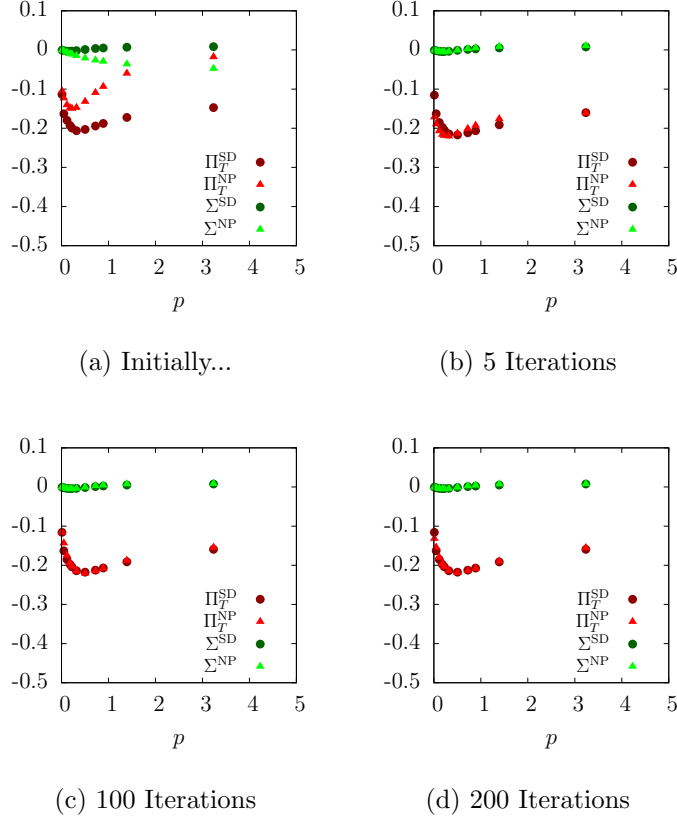 0.1
0
-0.1
-0.2
-0.3
-0.4
-0.5
0 1 2 3 4 5
p
Π_T^SD
Π_T^NP
Σ^SD
Σ^NP
(a) Initially...
0.1
0
-0.1
-0.2
-0.3
-0.4
-0.5
0 1 2 3 4 5
p
Π_T^SD
Π_T^NP
Σ^SD
Σ^NP
(b) 5 Iterations
0.1
0
-0.1
-0.2
-0.3
-0.4
-0.5
0 1 2 3 4 5
p
Π_T^SD
Π_T^NP
Σ^SD
Σ^NP
(c) 100 Iterations
0.1
0
-0.1
-0.2
-0.3
-0.4
-0.5
0 1 2 3 4 5
p
Π_T^SD
Π_T^NP
Σ^SD
Σ^NP
(d) 200 Iterations